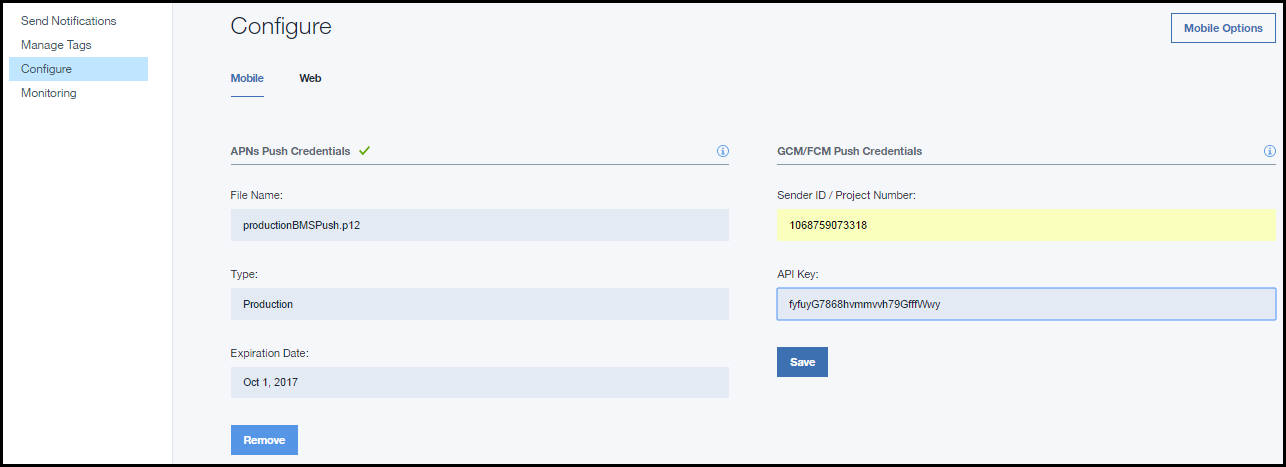 Send Notifications
Manage Tags
Configure
Monitoring
Configure
Mobile Options
Mobile
Web
APNs Push Credentials
File Name:
productionBMSPush.p12
Type:
Production
Expiration Date:
Oct 1, 2017
Remove
GCM/FCM Push Credentials
Sender ID / Project Number:
1068759073318
API Key:
fyfuyG7868hvmmvvh79GfffWwy
Save